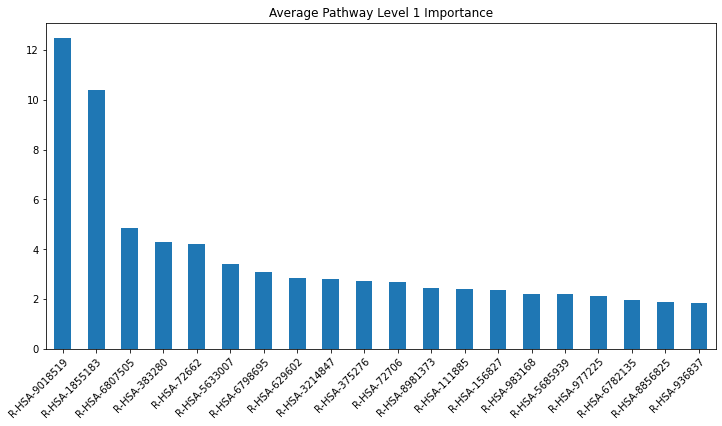 Average Pathway Level 1 Importance
12
10
8
6
4
2
0
R-HSA-9018519
R-HSA-1855183
R-HSA-6807505
R-HSA-383280
R-HSA-72662
R-HSA-5633007
R-HSA-6798695
R-HSA-629602
R-HSA-3214847
R-HSA-375276
R-HSA-72706
R-HSA-8981373
R-HSA-111885
R-HSA-156827
R-HSA-983168
R-HSA-5685939
R-HSA-977225
R-HSA-6782135
R-HSA-8856825
R-HSA-936837